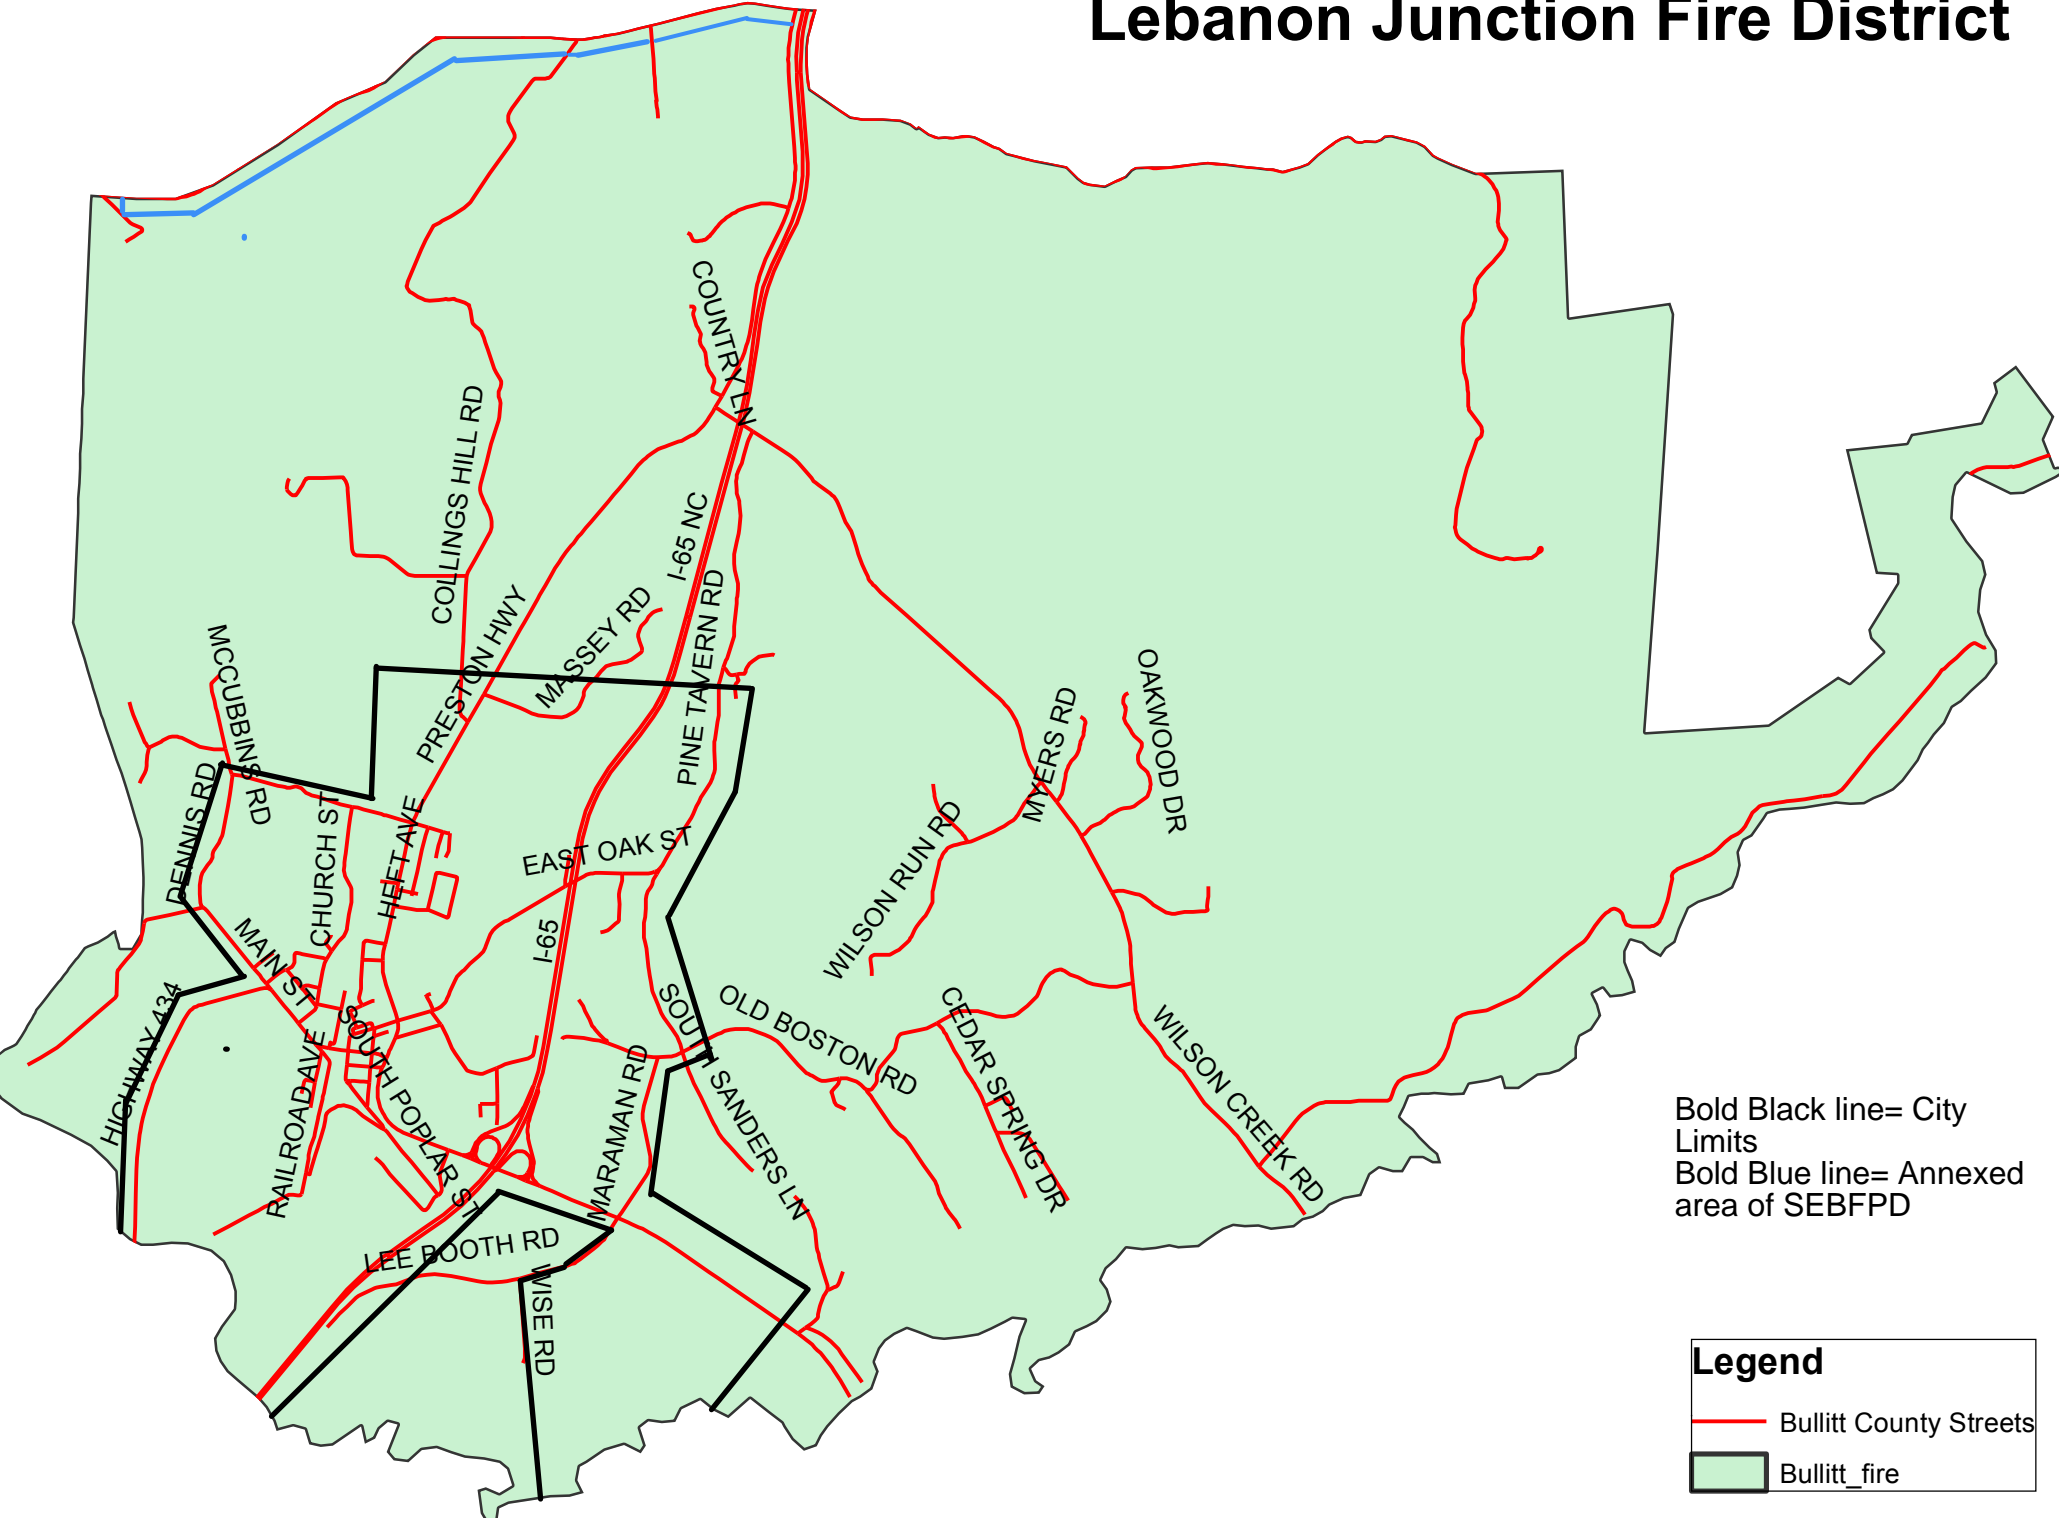 Lebanon Junction Fire District
COUNTRY LN
COLLINGS HILL RD
I-65 NC
PRESTON HWY
MASSEY RD
PINE TAVERN RD
MCCUBBINS RD
OAKWOOD DR
MYERS RD
DENNIS RD
CHURCH ST
HEFT AVE
EAST OAK ST
WILSON RUN RD
MAIN ST
I-65
HIGHWAY 434
SOUTH POPLAR ST
RAILROAD AVE
SOUTH SANDERS LN
OLD BOSTON RD
CEDAR SPRING DR
WILSON CREEK RD
MARAMAN RD
LEE BOOTH RD
WISE RD
Bold Black line= City
Limits
Bold Blue line= Annexed
area of SEBFPD
Legend
Bullitt County Streets
Bullitt_fire